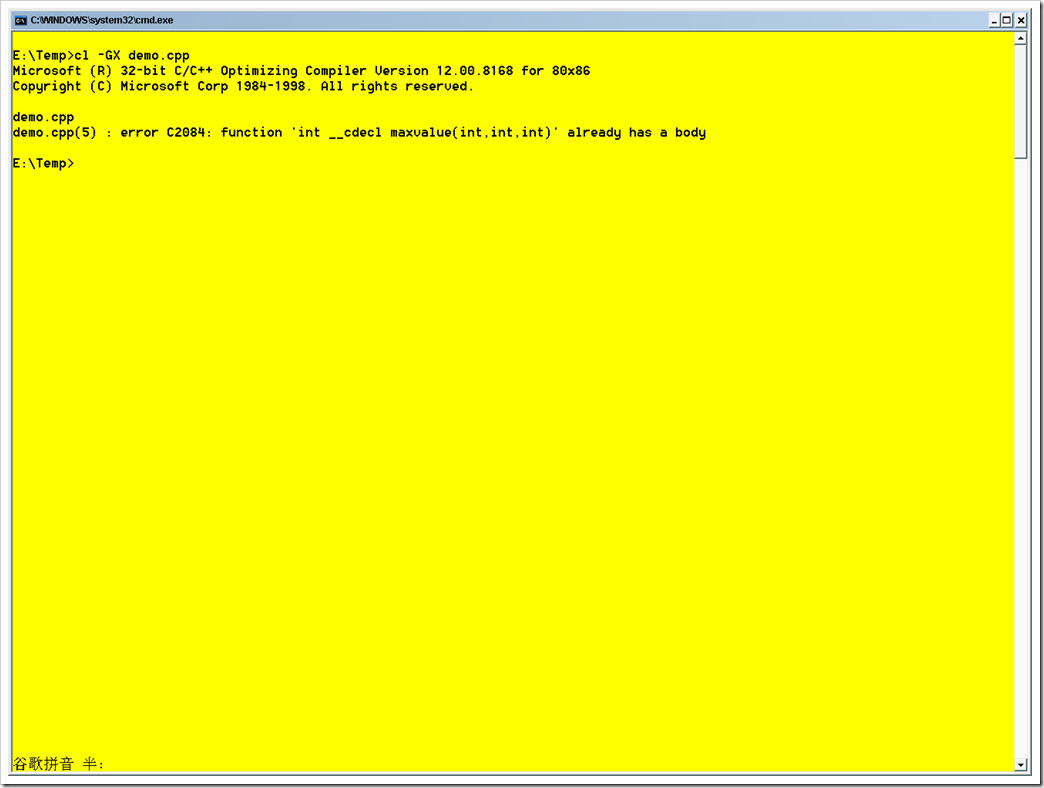 C:\WINDOWS\system32\cmd.exe
E:\Temp>cl -GX demo.cpp
Microsoft (R) 32-bit C/C++ Optimizing Compiler Version 12.00.8168 for 80x86
Copyright (C) Microsoft Corp 1984-1998. All rights reserved.
demo.cpp
demo.cpp(5) : error C2084: function 'int __cdecl maxvalue(int,int,int)' already has a body
E:\Temp>
谷歌拼音 半: